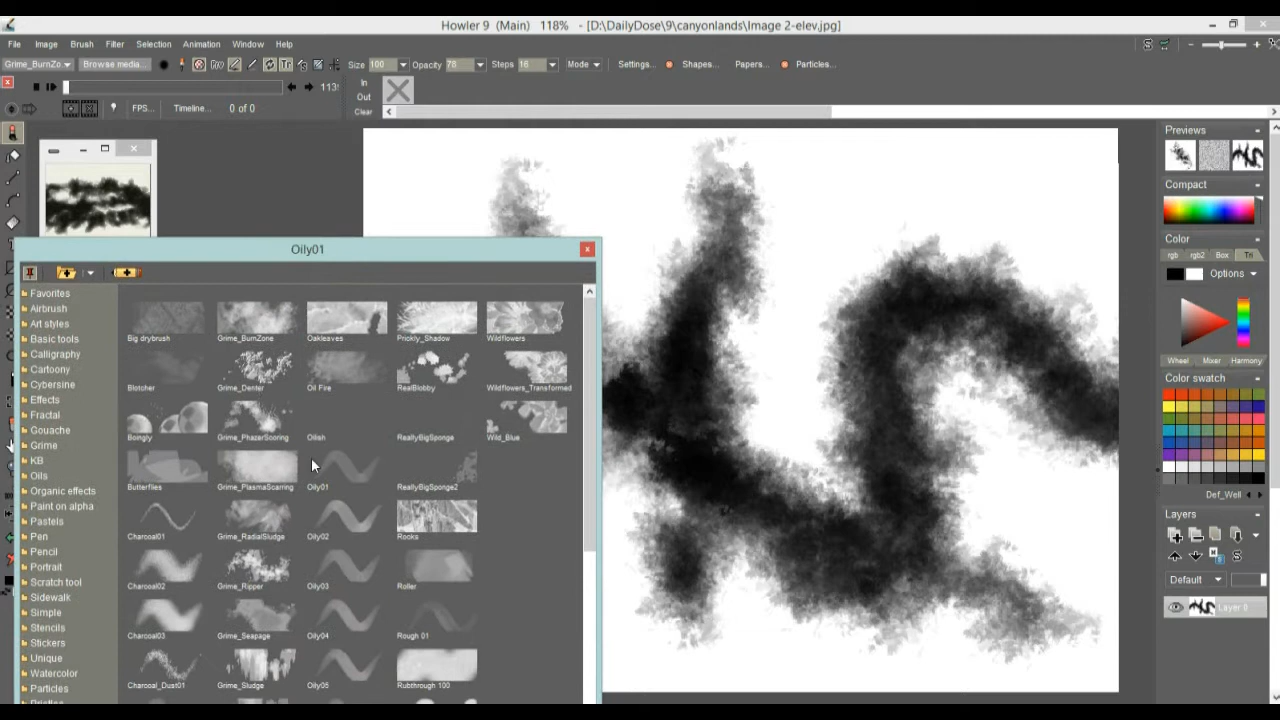 Howler 9 (Main) 118% - [D:\DailyDose\9\canyonlands\Image 2-elev.jpg]
File Image Brush Filter Selection Animation Window Help
Grime_BurnZo Browse media... Size 100 Opacity 78 Steps 16 Mode Settings... Shapes... Papers... Particles...
In
Out
Clear
FPS... Timeline... 0 of 0
Previews
Compact
Color
rgb rgb2 Box Tri
Options
Wheel Mixer Harmony
Color swatch
Def_Well
Layers
Default
Layer 0
Oily01
Favorites
Airbrush
Art styles
Basic tools
Calligraphy
Cartoony
Cybersine
Effects
Fractal
Gouache
Grime
KB
Oils
Organic effects
Paint on alpha
Pastels
Pen
Pencil
Portrait
Scratch tool
Sidewalk
Simple
Stencils
Stickers
Unique
Watercolor
Particles
Big drybrush Grime_BurnZone Oakleaves Prickly_Shadow Wildflowers
Blotcher Grime_Denter Oil Fire RealBlobby Wildflowers_Transformed
Boingly Grime_PhazerScoring Oilish ReallyBigSponge Wild_Blue
Butterflies Grime_PlasmaScarring Oily01 ReallyBigSponge2
Charcoal01 Grime_RadialSludge Oily02 Rooks
Charcoal02 Grime_Ripper Oily03 Roller
Charcoal03 Grime_Seapage Oily04 Rough 01
Charcoal_Dust01 Grime_Sludge Oily05 Rubthrough 100